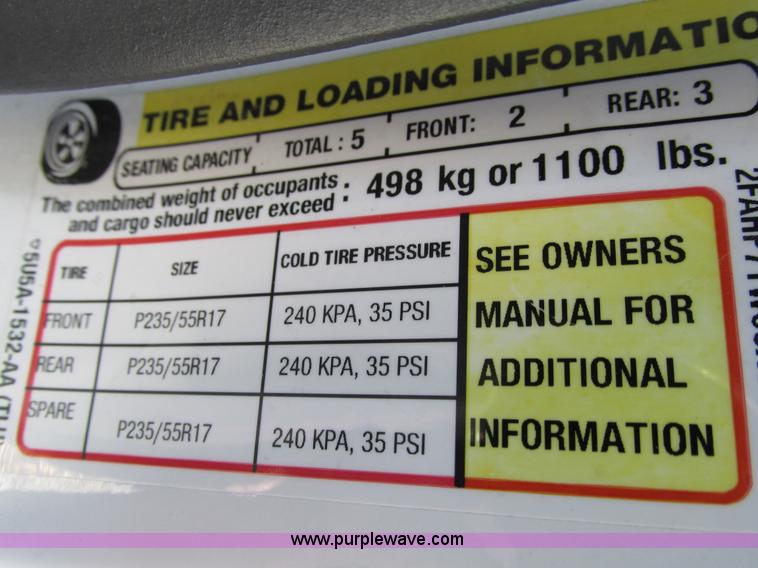 TIRE AND LOADING INFORMATIO
SEATING CAPACITY TOTAL : 5 FRONT: 2 REAR: 3
The combined weight of occupants
and cargo should never exceed : 498 kg or 1100 lbs.
TIRE SIZE COLD TIRE PRESSURE
FRONT P235/55R17 240 KPA, 35 PSI
REAR P235/55R17 240 KPA, 35 PSI
SPARE P235/55R17 240 KPA, 35 PSI
SEE OWNERS
MANUAL FOR
ADDITIONAL
INFORMATION
5U5A-1532-AA
www.purplewave.com